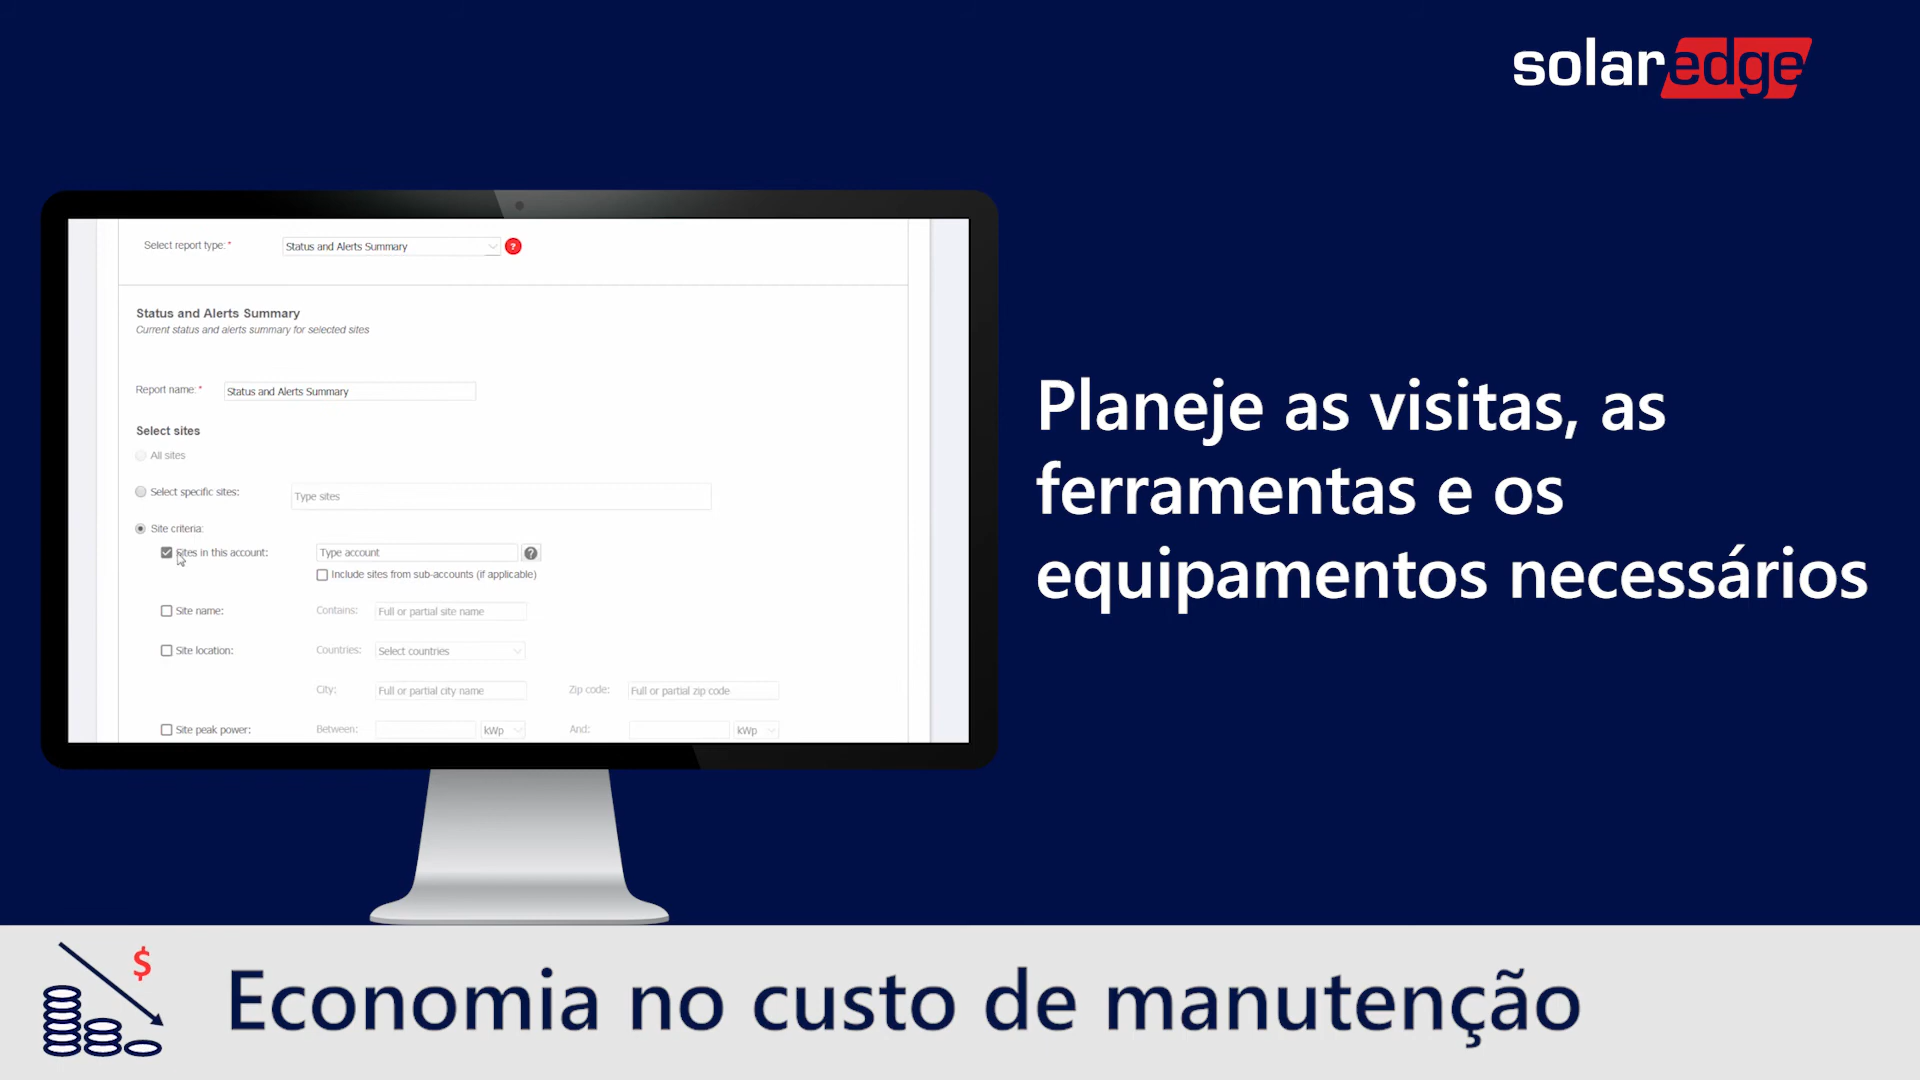 solaredge
Select report type: * Status and Alerts Summary ?
Status and Alerts Summary
Current status and alerts summary for selected sites
Report name: * Status and Alerts Summary
Select sites
All sites
Select specific sites: Type sites
Site criteria:
Sites in this account: Type account ?
Include sites from sub-accounts (if applicable)
Site name: Contains: Full or partial site name
Site location: Countries: Select countries
City: Full or partial city name Zip code: Full or partial zip code
Site peak power: Between: kWp And: kWp
Planeje as visitas, as
ferramentas e os
equipamentos necessários
$
Economia no custo de manutenção